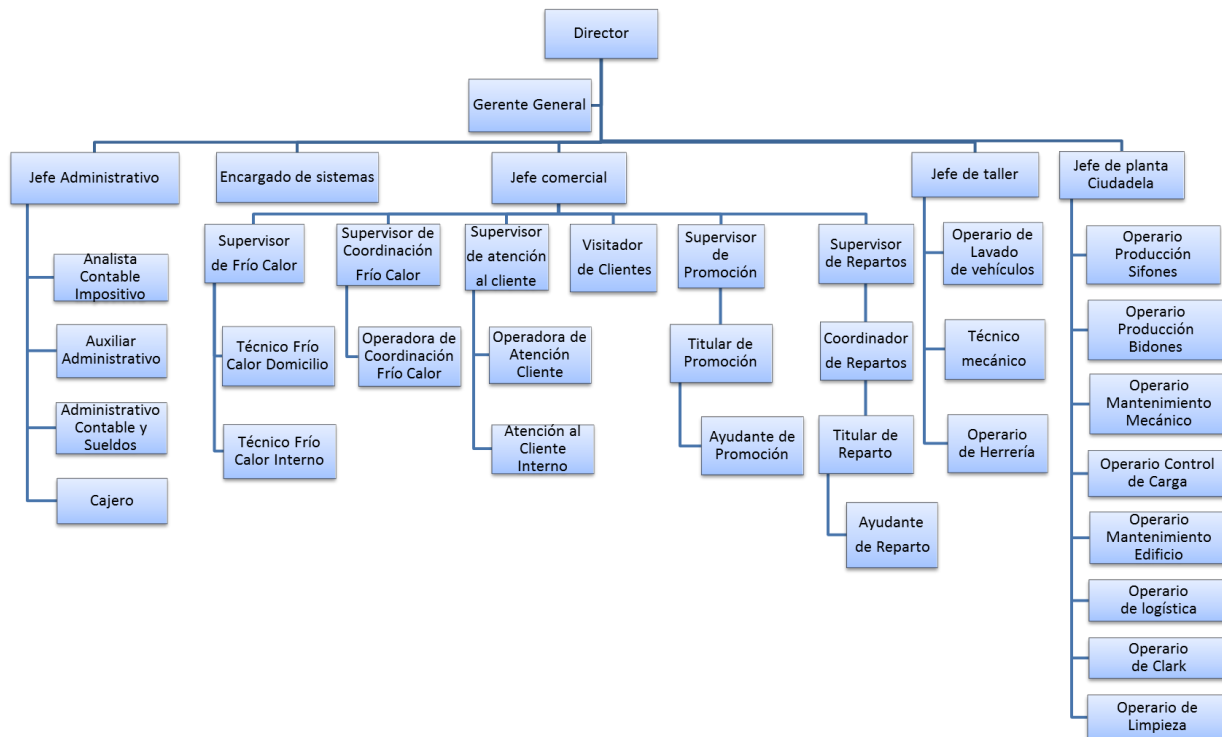 Director
Gerente General
Jefe Administrativo
Encargado de sistemas
Jefe comercial
Jefe de taller
Jefe de planta
Ciudadela
Analista
Contable
Impositivo
Auxiliar
Administrativo
Administrativo
Contable y
Sueldos
Cajero
Supervisor
de Frío Calor
Técnico Frío
Calor Domicilio
Técnico Frío
Calor Interno
Supervisor de
Coordinación
Frío Calor
Operadora de
Coordinación
Frío Calor
Supervisor
de atención
al cliente
Operadora de
Atención
Cliente
Atención al
Cliente
Interno
Visitador
de Clientes
Supervisor
de
Promoción
Titular de
Promoción
Ayudante de
Promoción
Supervisor
de Repartos
Coordinador
de Repartos
Titular de
Reparto
Ayudante
de Reparto
Operario de
Lavado
de vehículos
Técnico
mecánico
Operario
de Herrería
Operario
Producción
Sifones
Operario
Producción
Bidones
Operario
Mantenimiento
Mecánico
Operario Control
de Carga
Operario
Mantenimiento
Edificio
Operario
de logística
Operario
de Clark
Operario de
Limpieza